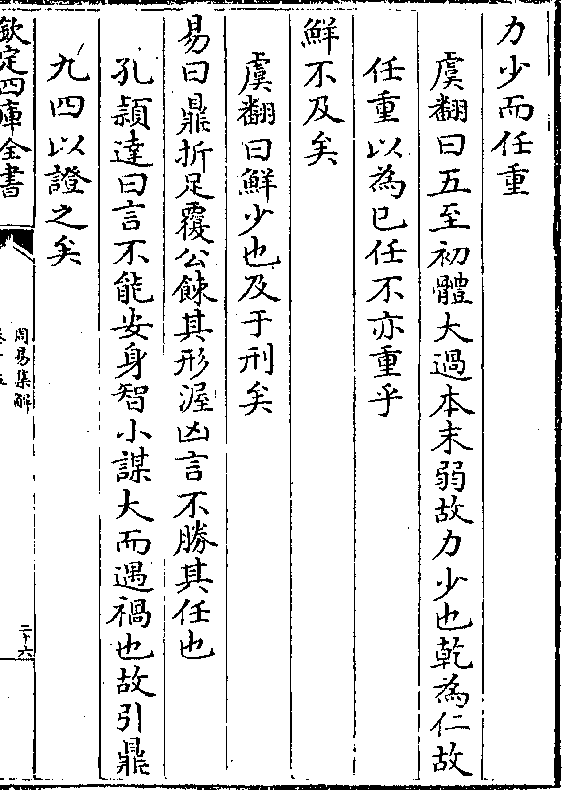 力少而任重
虞翻曰五至初體大過本末弱故力少也乾為仁故
任重以為已任不亦重乎
鮮不及矣
虞翻曰鮮少也及于刑矣
易曰鼎折足覆公餗其形渥凶言不勝其任也
孔穎達曰言不能安身智小謀大而遇禍也故引鼎
九四以證之矣
欽定四庫全書
周易集解
二十六